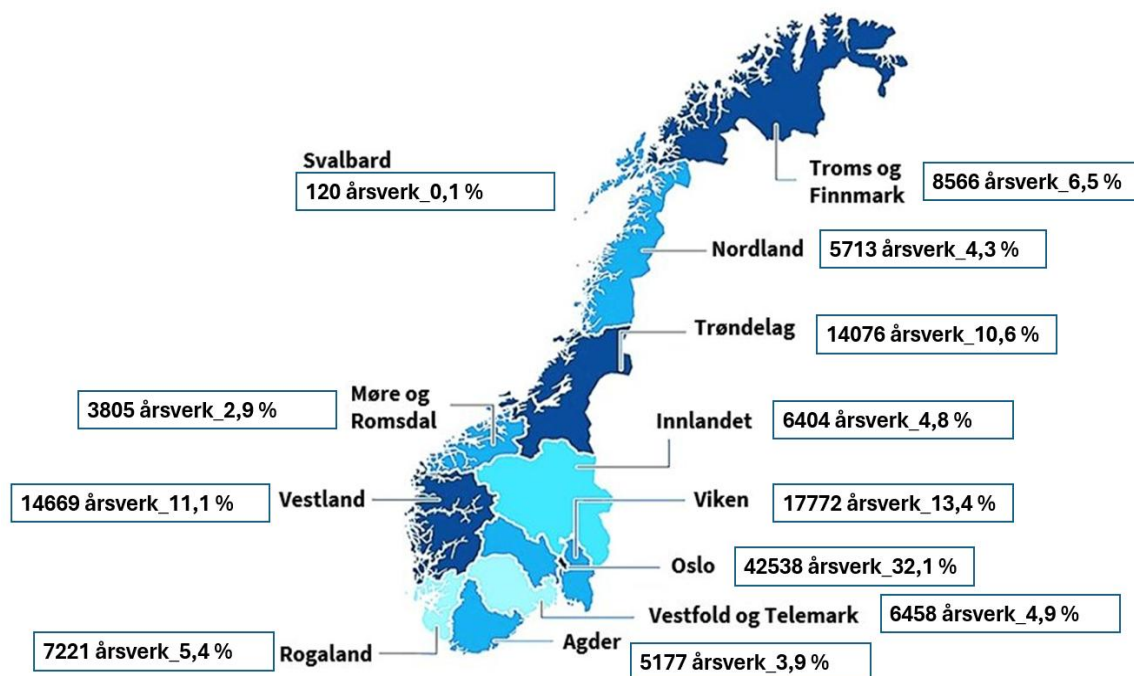 Svalbard
120 årsverk_0,1 %
Troms og
Finnmark
8566 årsverk_6,5 %
Nordland
5713 årsverk_4,3 %
Trøndelag
14076 årsverk_10,6 %
Møre og
Romsdal
3805 årsverk_2,9 %
Innlandet
6404 årsverk_4,8 %
Vestland
14669 årsverk_11,1 %
Viken
17772 årsverk_13,4 %
Oslo
42538 årsverk_32,1 %
Vestfold og Telemark
6458 årsverk_4,9 %
Rogaland
7221 årsverk_5,4 %
Agder
5177 årsverk_3,9 %